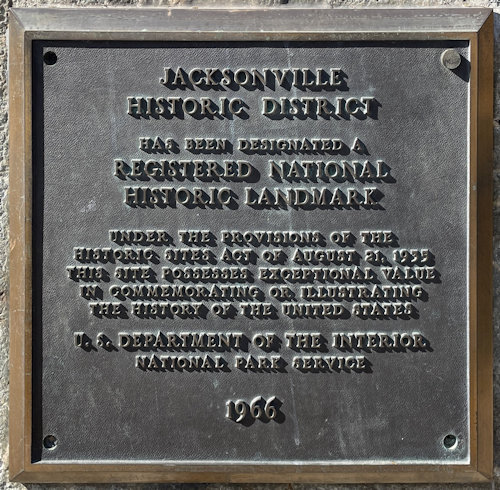 JACKSONVILLE
HISTORIC DISTRICT
HAS BEEN DESIGNATED A
REGISTERED NATIONAL
HISTORIC LANDMARK
UNDER THE PROVISIONS OF THE
HISTORIC SITES ACT OF AUGUST 21, 1935
THIS SITE POSSESSES EXCEPTIONAL VALUE
IN COMMEMORATING OR ILLUSTRATING
THE HISTORY OF THE UNITED STATES
U. S. DEPARTMENT OF THE INTERIOR
NATIONAL PARK SERVICE
1966